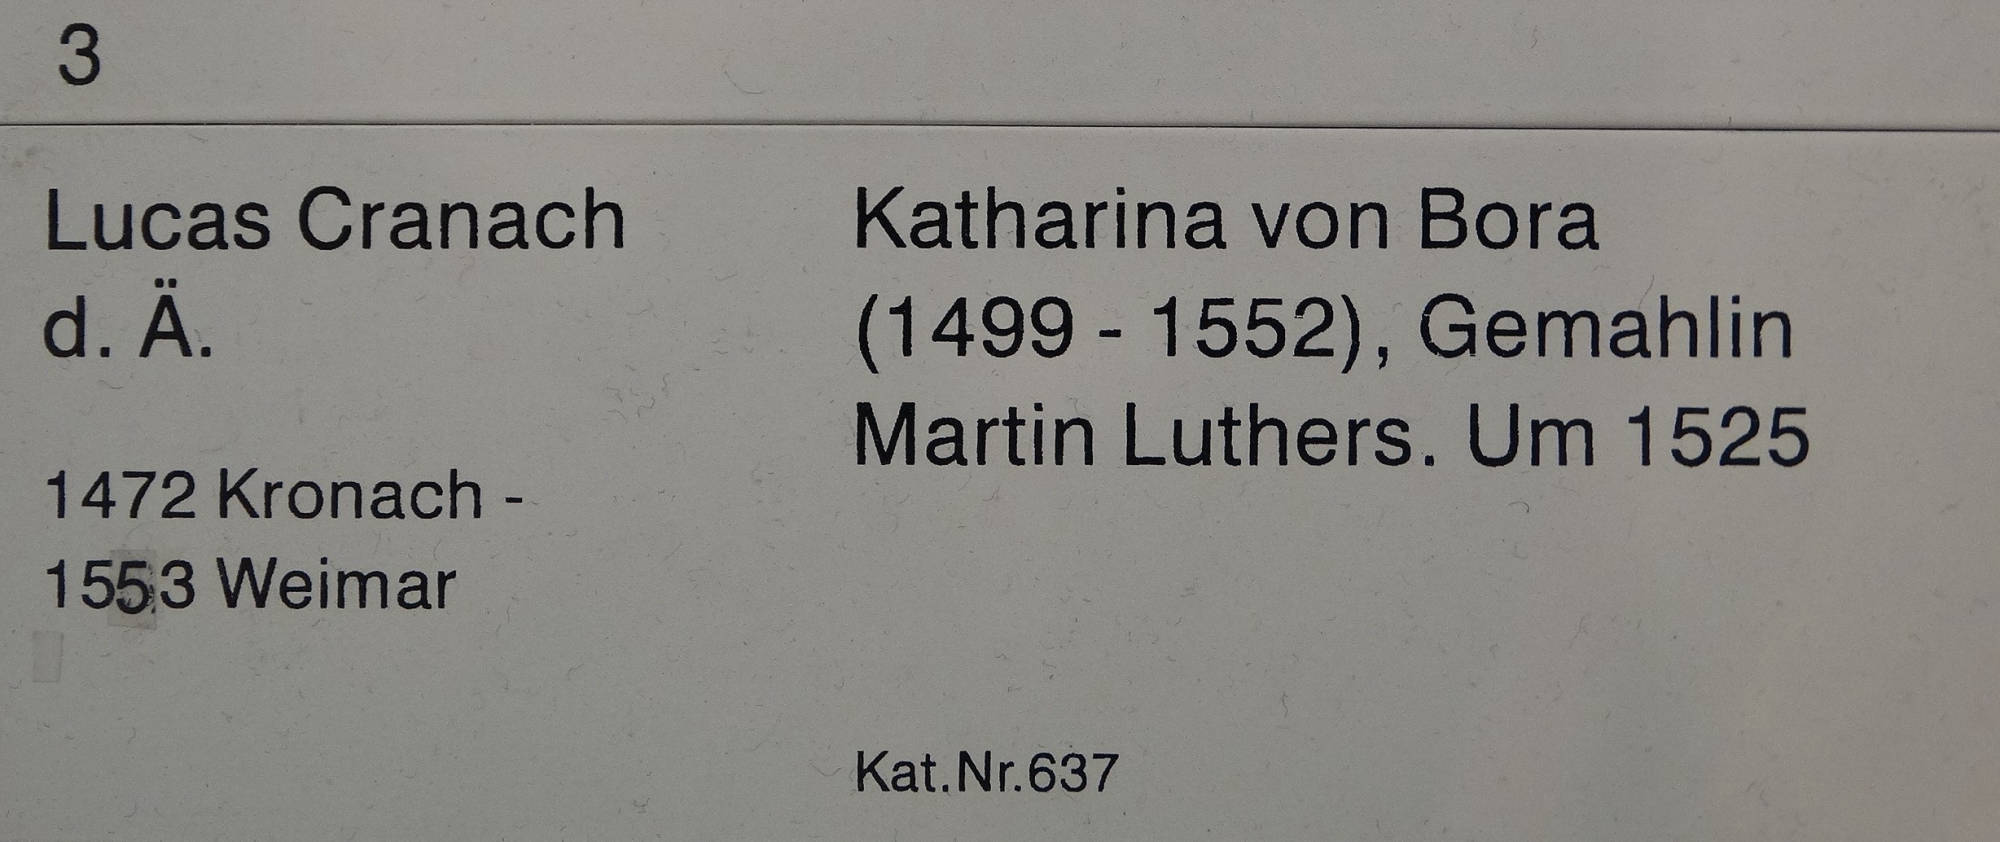 3
Lucas Cranach
d. Ä.
1472 Kronach -
1553 Weimar
Katharina von Bora
(1499 - 1552), Gemahlin
Martin Luthers. Um 1525
Kat.Nr.637